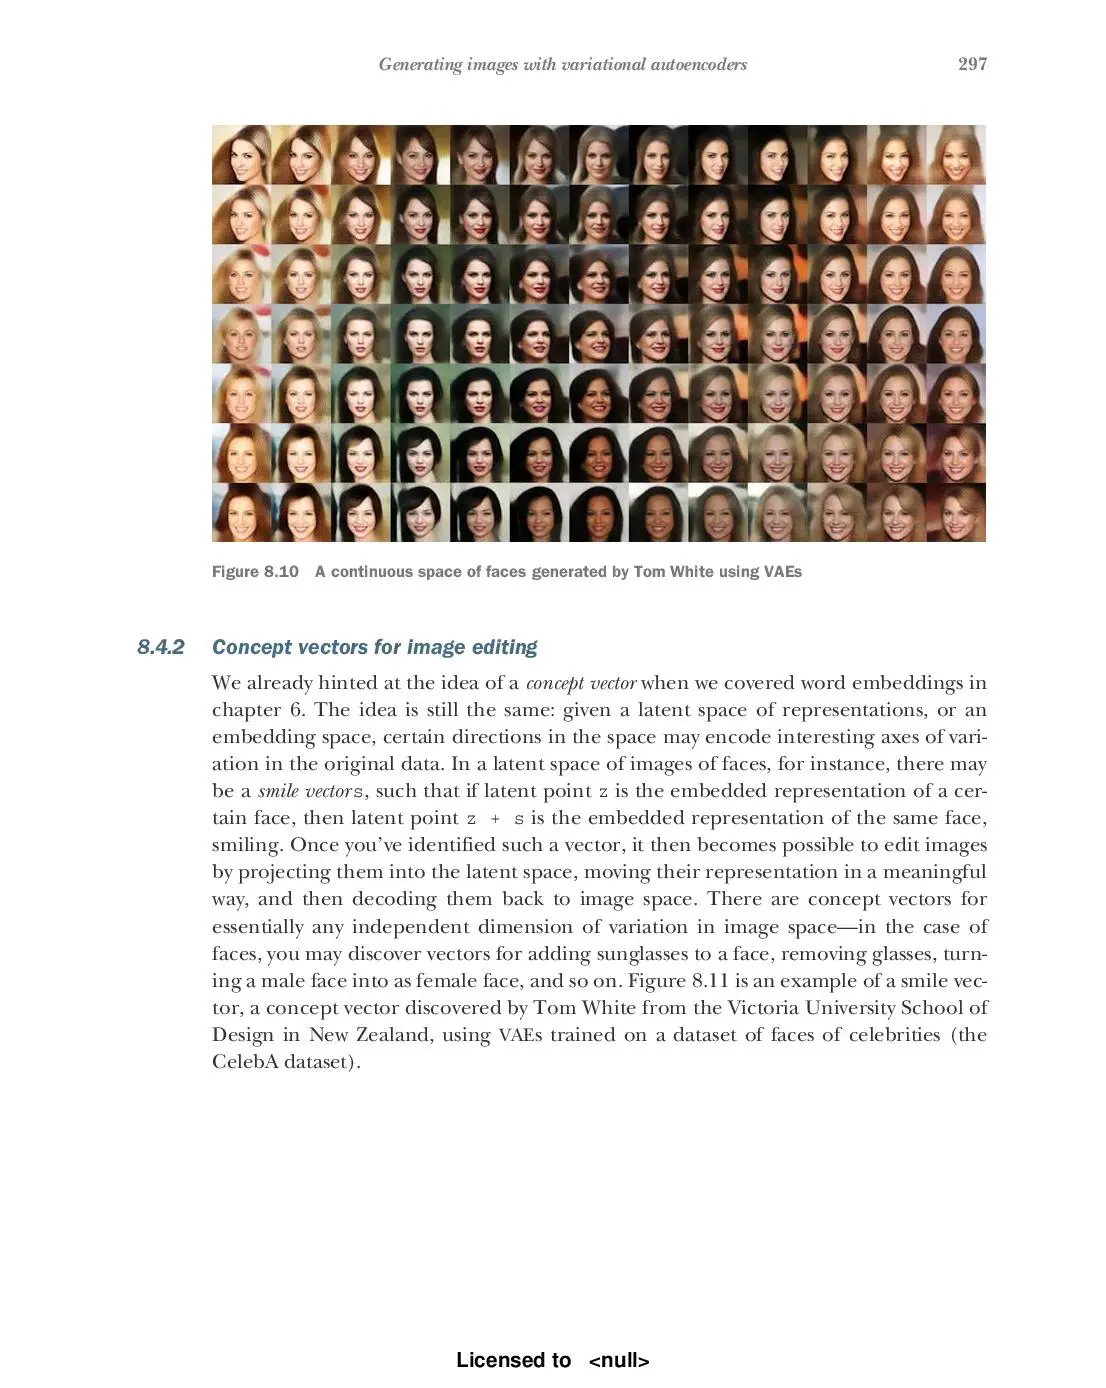 Generating images with variational autoencoders 297
Figure 8.10 A continuous space of faces generated by Tom White using VAEs
8.4.2 Concept vectors for image editing
We already hinted at the idea of a concept vector when we covered word embeddings in
chapter 6. The idea is still the same: given a latent space of representations, or an
embedding space, certain directions in the space may encode interesting axes of vari-
ation in the original data. In a latent space of images of faces, for instance, there may
be a smile vector s, such that if latent point z is the embedded representation of a cer-
tain face, then latent point z + s is the embedded representation of the same face,
smiling. Once you've identified such a vector, it then becomes possible to edit images
by projecting them into the latent space, moving their representation in a meaningful
way, and then decoding them back to image space. There are concept vectors for
essentially any independent dimension of variation in image space—in the case of
faces, you may discover vectors for adding sunglasses to a face, removing glasses, turn-
ing a male face into as female face, and so on. Figure 8.11 is an example of a smile vec-
tor, a concept vector discovered by Tom White from the Victoria University School of
Design in New Zealand, using VAEs trained on a dataset of faces of celebrities (the
CelebA dataset).
Licensed to <null>